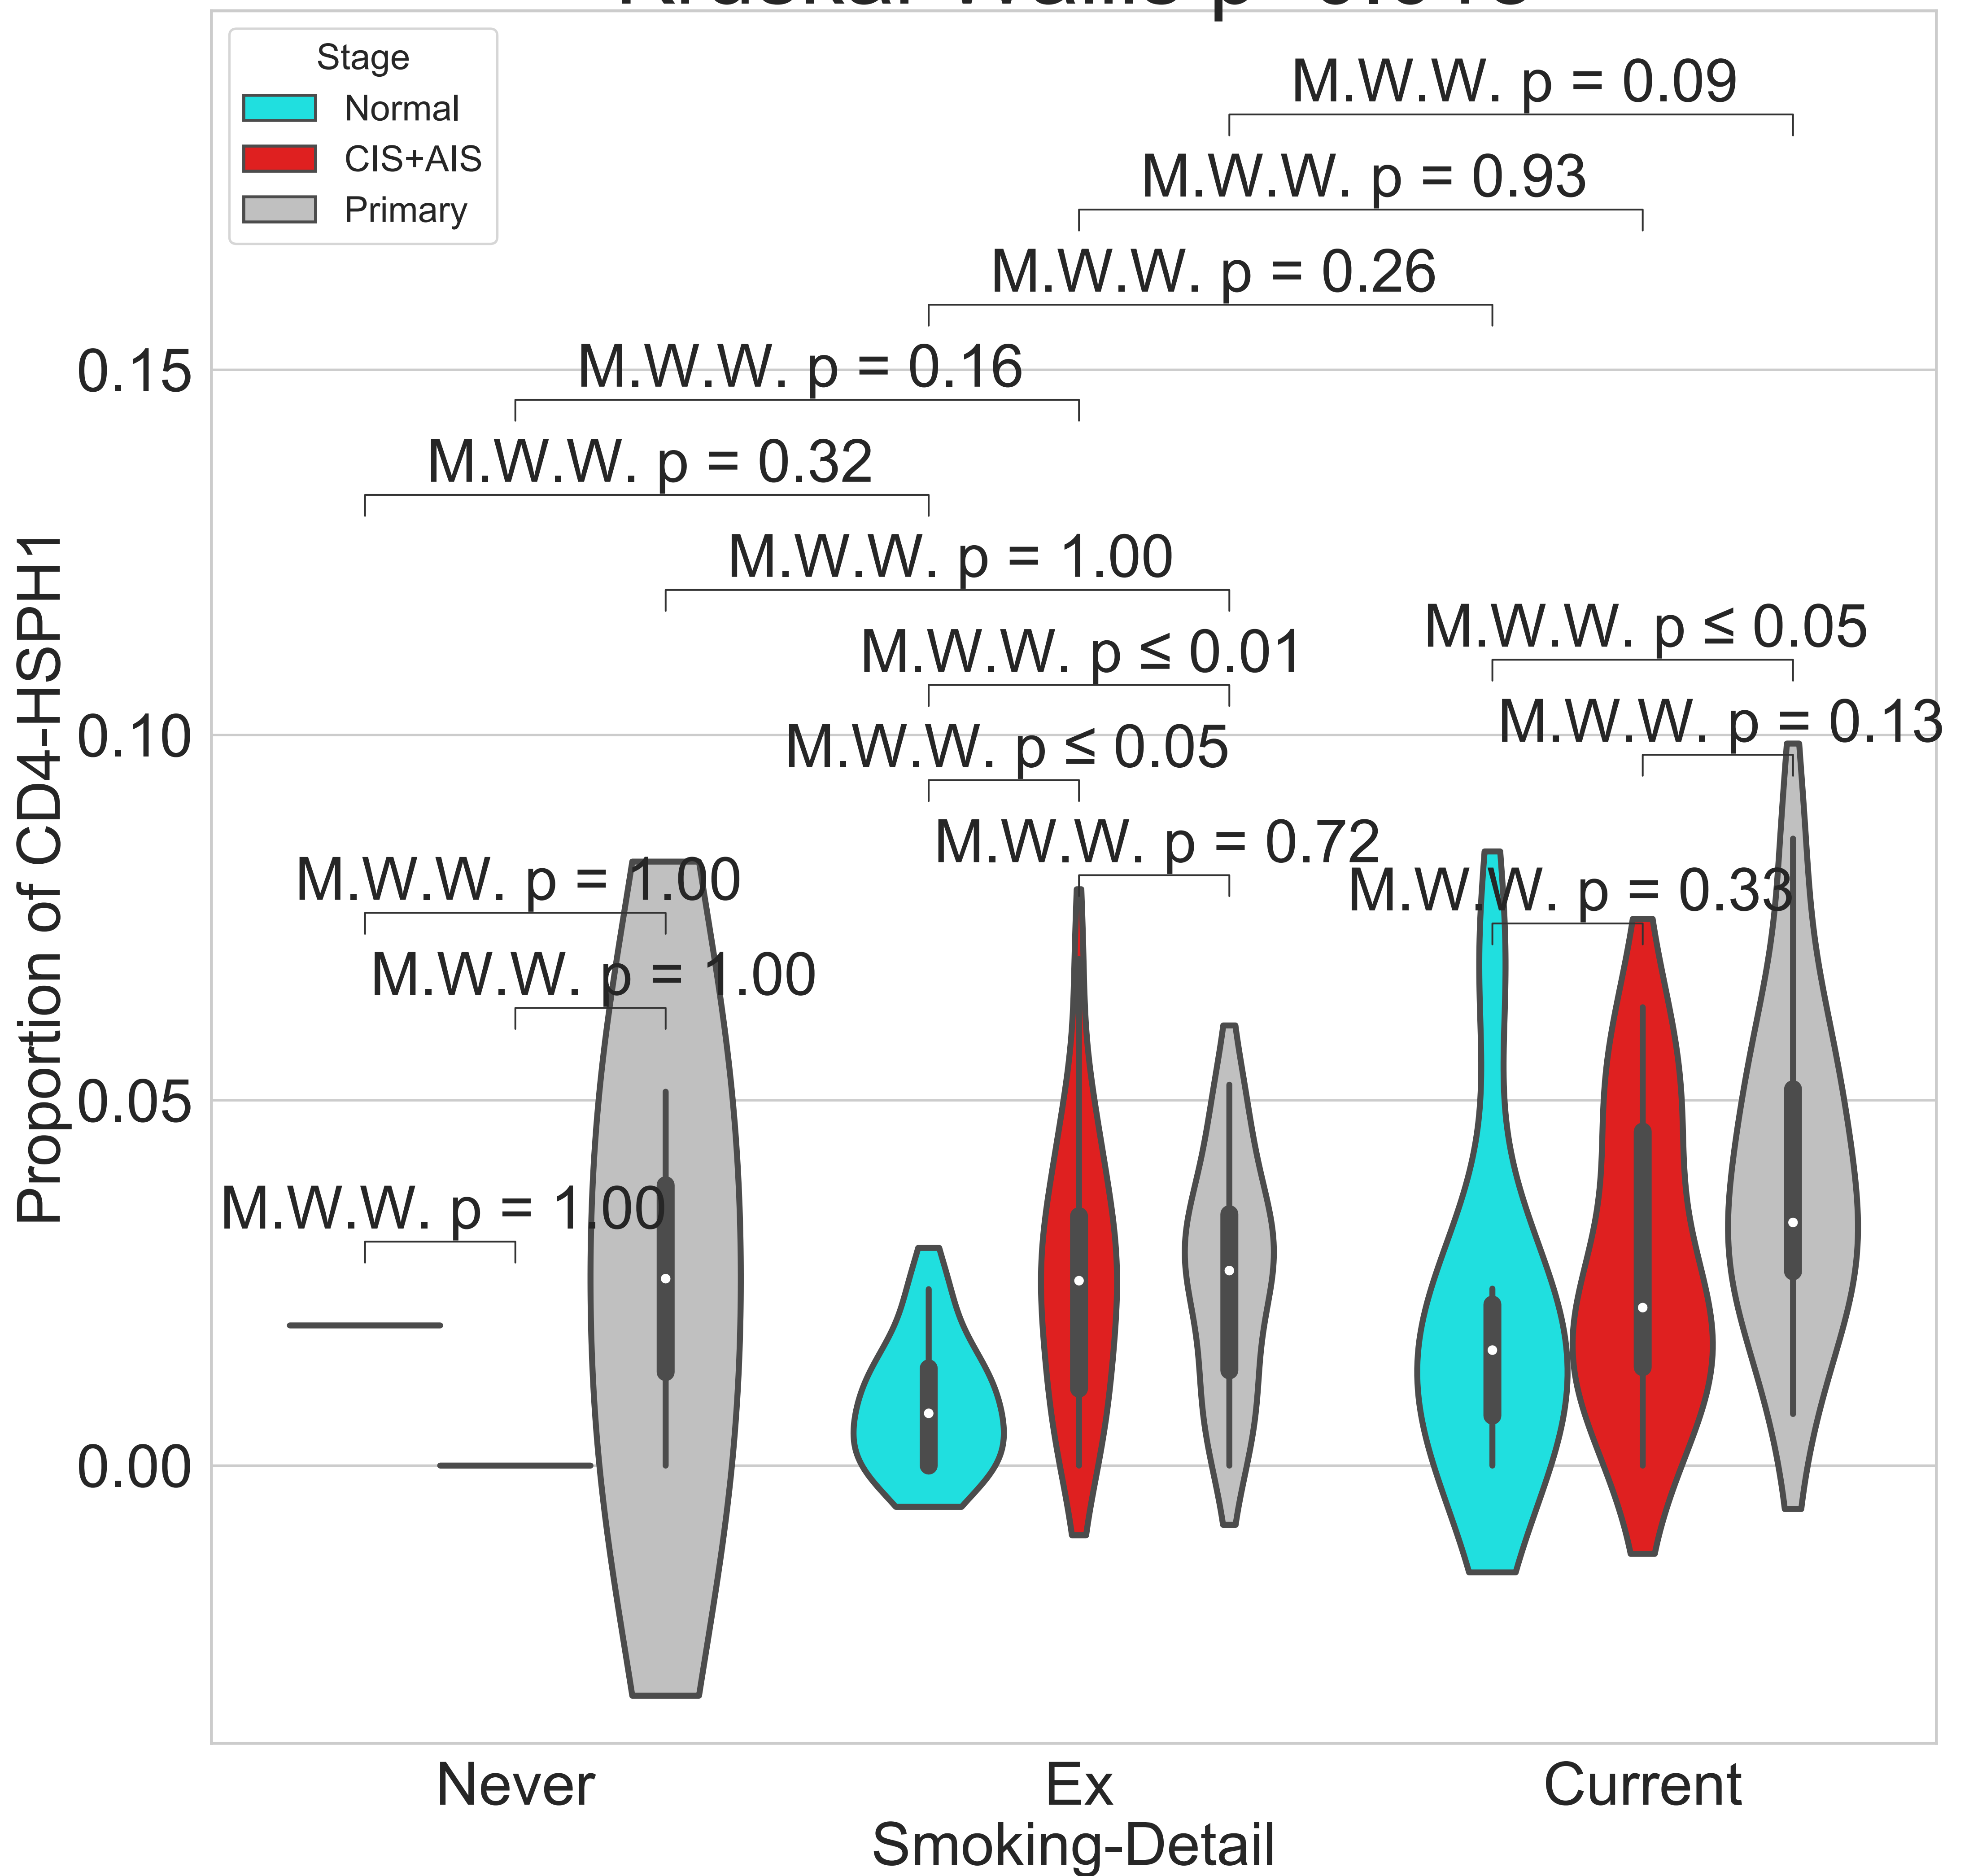 Stage
Normal
CIS+AIS
Primary
M.W.W. p = 0.09
M.W.W. p = 0.93
M.W.W. p = 0.26
M.W.W. p = 0.16
M.W.W. p = 0.32
M.W.W. p = 1.00
M.W.W. p ≤ 0.01
M.W.W. p ≤ 0.05
M.W.W. p ≤ 0.05
M.W.W. p = 0.13
M.W.W. p = 0.72
M.W.W. p = 0.33
M.W.W. p = 1.00
M.W.W. p = 1.00
M.W.W. p = 1.00
Proportion of CD4-HSPH1
0.15
0.10
0.05
0.00
Never
Ex
Current
Smoking-Detail